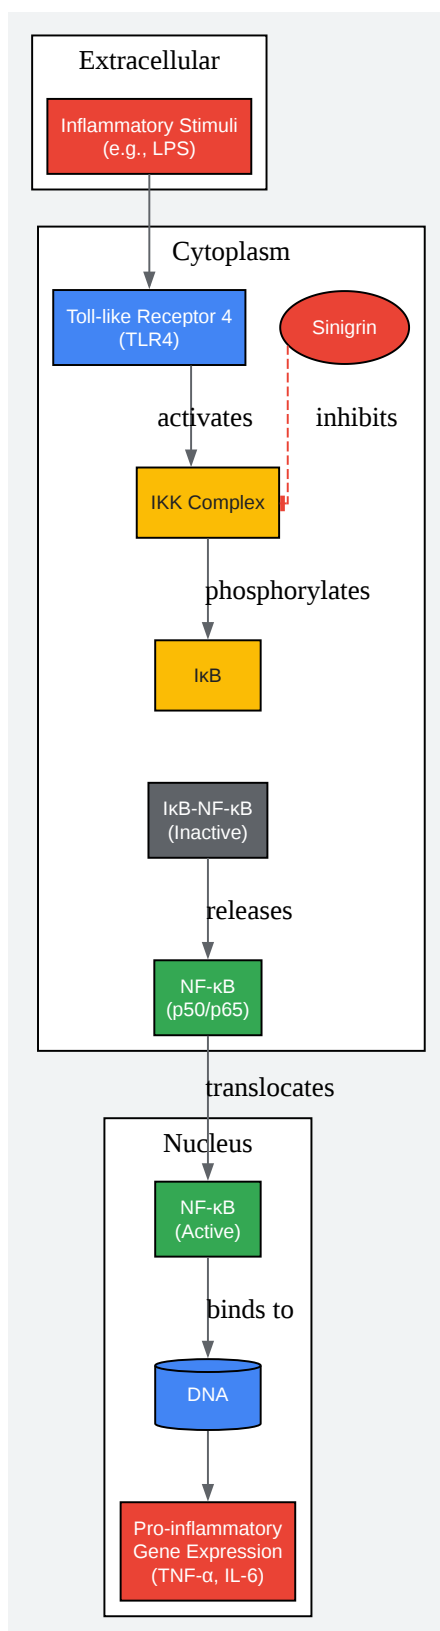 Extracellular
Inflammatory Stimuli
(e.g., LPS)
Cytoplasm
Toll-like Receptor 4
(TLR4)
Sinigrin
activates
inhibits
IKK Complex
phosphorylates
IκB
IκB-NF-κB
(Inactive)
releases
NF-κB
(p50/p65)
translocates
Nucleus
NF-κB
(Active)
binds to
DNA
Pro-inflammatory
Gene Expression
(TNF-α, IL-6)